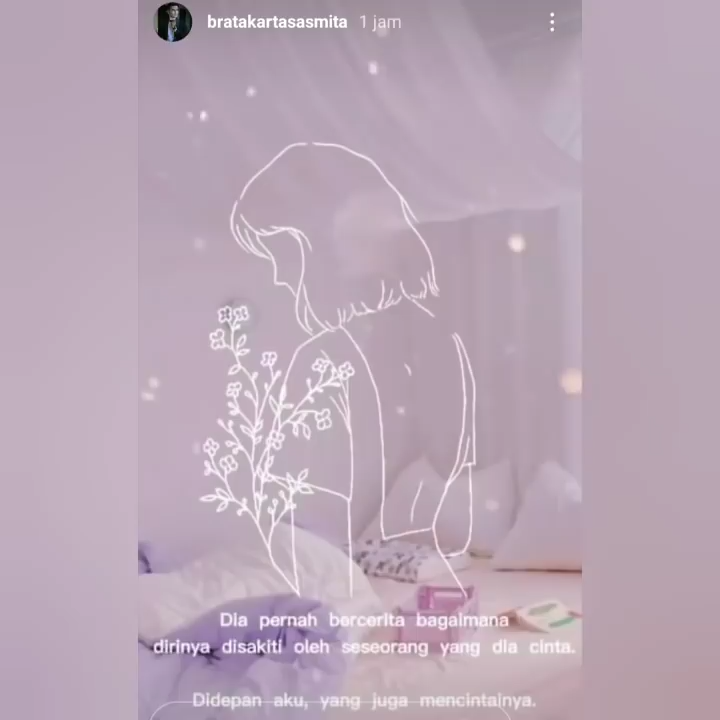 bratakartasasmita 1 jam
Dia pernah bercerita bagaimana
dirinya disakiti oleh seseorang yang dia cinta.
Didepan aku, yang juga mencintainya.